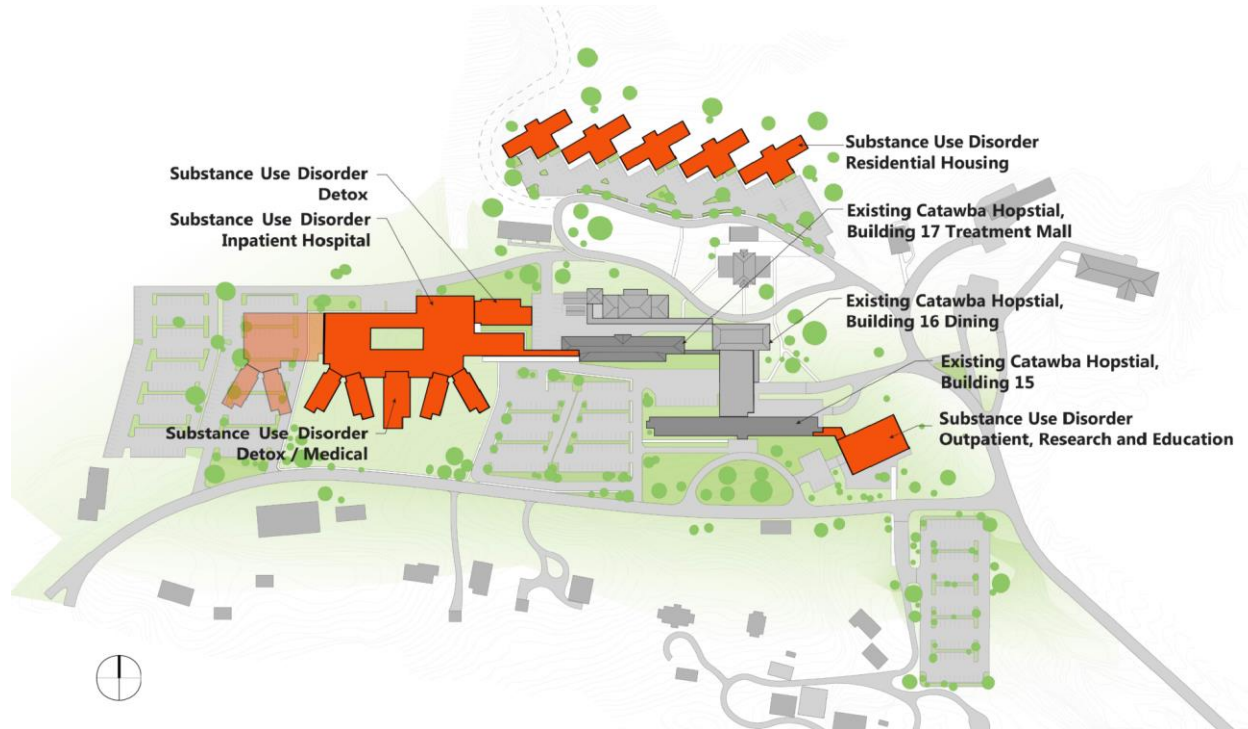 Substance Use Disorder
Residential Housing
Substance Use Disorder
Detox
Substance Use Disorder
Inpatient Hospital
Existing Catawba Hopstial,
Building 17 Treatment Mall
Existing Catawba Hopstial,
Building 16 Dining
Existing Catawba Hopstial,
Building 15
Substance Use Disorder
Outpatient, Research and Education
Substance Use Disorder
Detox / Medical